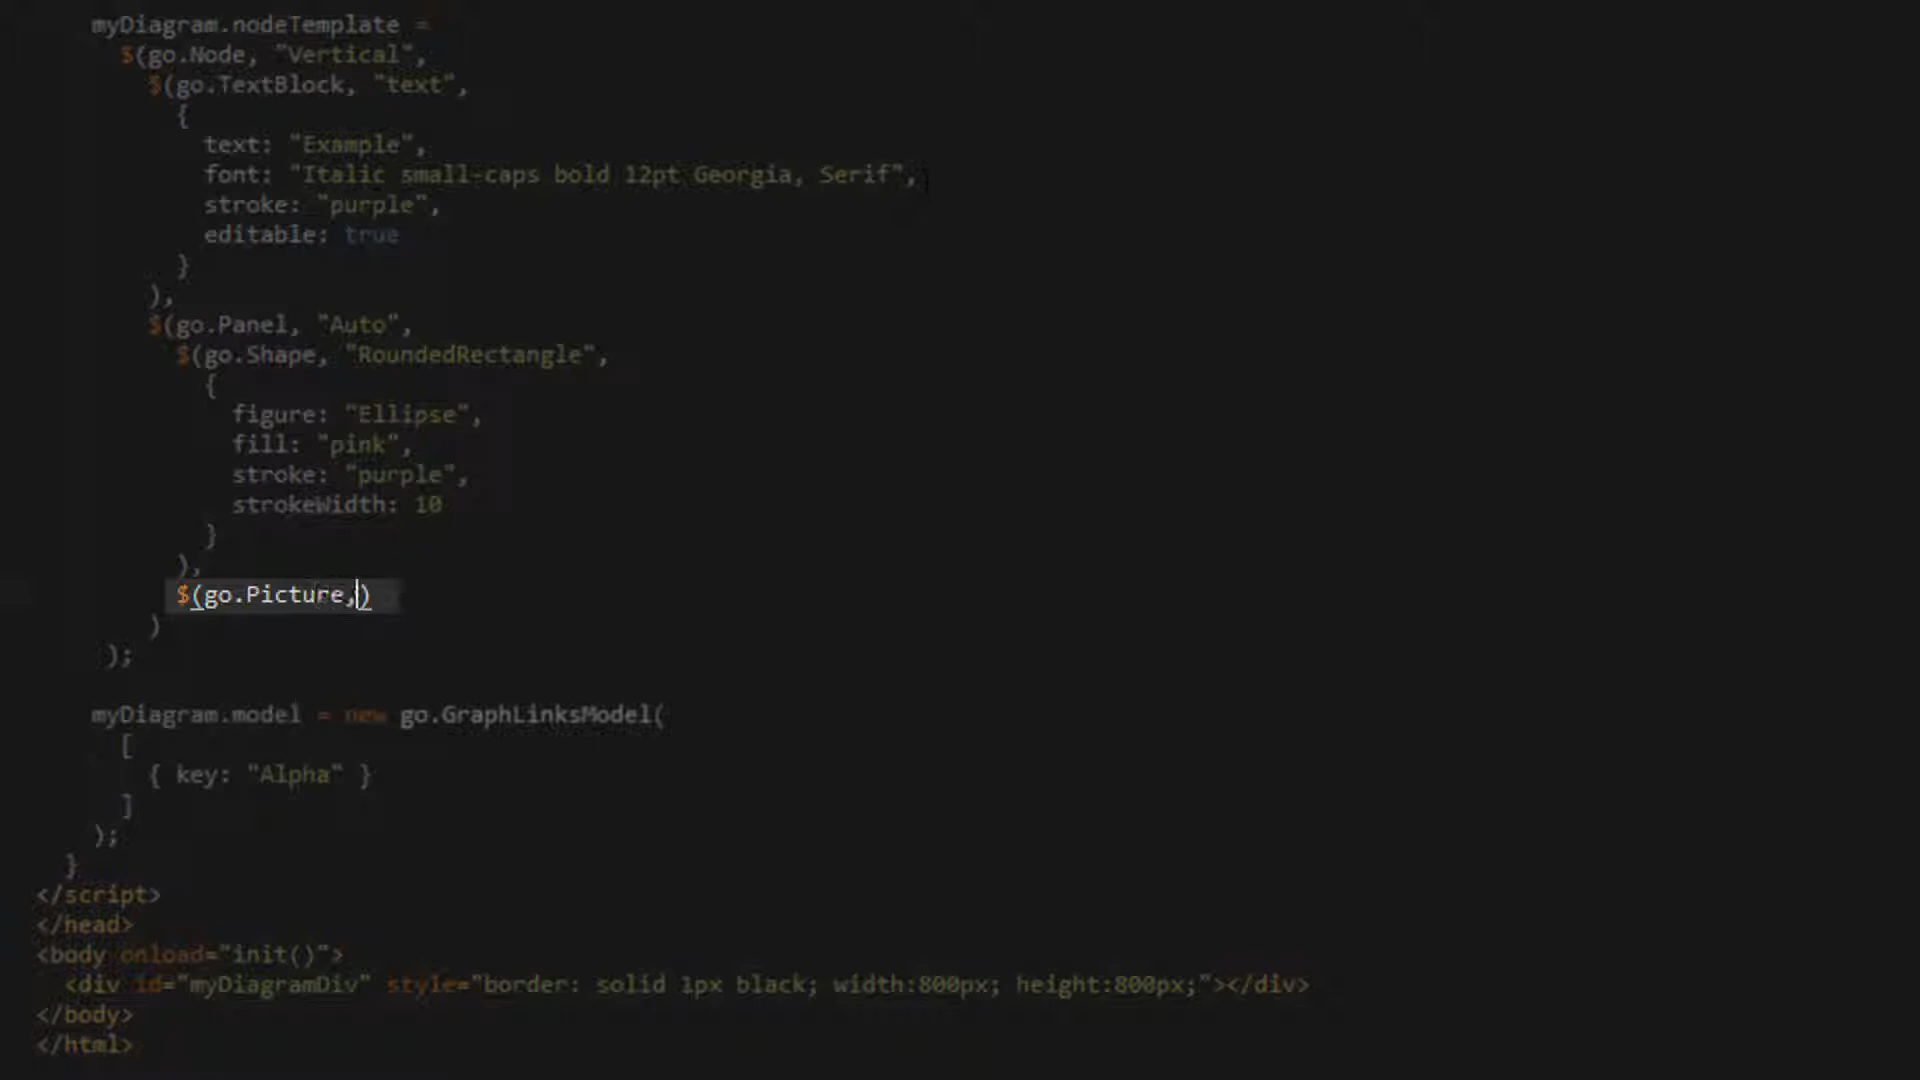 myDiagram.nodeTemplate =
$(go.Node, "Vertical",
$(go.TextBlock, "text",
{
text: "Example",
font: "Italic small-caps bold 12pt Georgia, Serif",
stroke: "purple",
editable: true
}
),
$(go.Panel, "Auto",
$(go.Shape, "RoundedRectangle",
{
figure: "Ellipse",
fill: "pink",
stroke: "purple",
strokeWidth: 10
}
),
$(go.Picture,)
)
);
myDiagram.model = new go.GraphLinksModel(
[
{ key: "Alpha" }
]
);
}
</script>
</head>
<body onload="init()">
<div id="myDiagramDiv" style="border: solid 1px black; width:800px; height:800px;"></div>
</body>
</html>